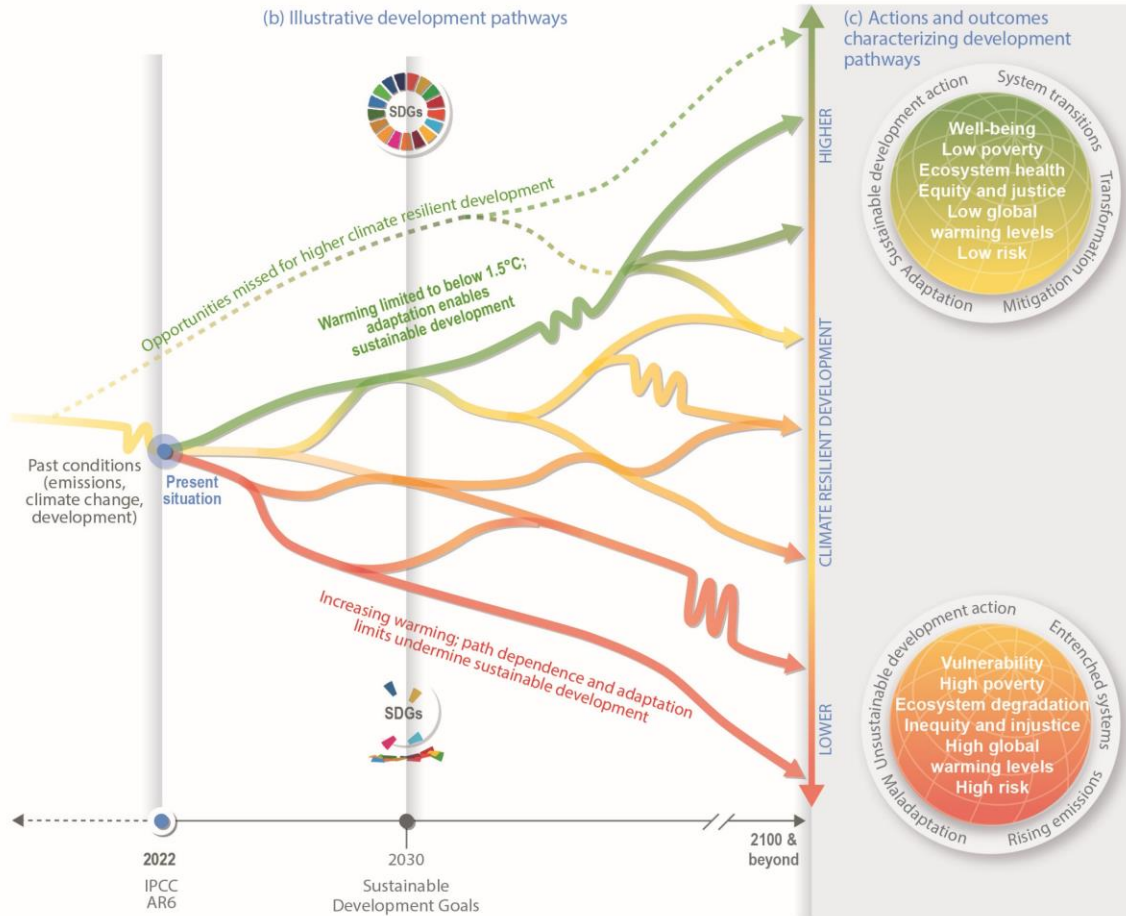 (b) Illustrative development pathways
(c) Actions and outcomes
characterizing development
pathways
SDGs
Opportunities missed for higher climate resilient development
Warming limited to below 1.5°C;
adaptation enables
sustainable development
Past conditions
(emissions,
climate change,
development)
Present
situation
Increasing warming; path dependence and adaptation
limits undermine sustainable development
SDGs
HIGHER
CLIMATE RESILIENT DEVELOPMENT
LOWER
Sustainable development action
System transitions
Transformation
Mitigation
Adaptation
Well-being
Low poverty
Ecosystem health
Equity and justice
Low global
warming levels
Low risk
Unsustainable development action
Entrenched systems
Rising emissions
Maladaptation
Vulnerability
High poverty
Ecosystem degradation
Inequity and injustice
High global
warming levels
High risk
2022
IPCC
AR6
2030
Sustainable
Development Goals
2100 &
beyond